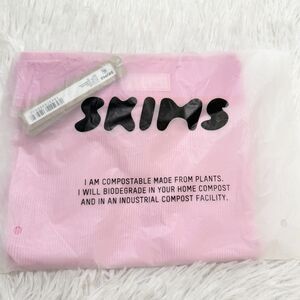 SKIMS
I AM COMPOSTABLE MADE FROM PLANTS.
I WILL BIODEGRADE IN YOUR HOME COMPOST
AND IN AN INDUSTRIAL COMPOST FACILITY.